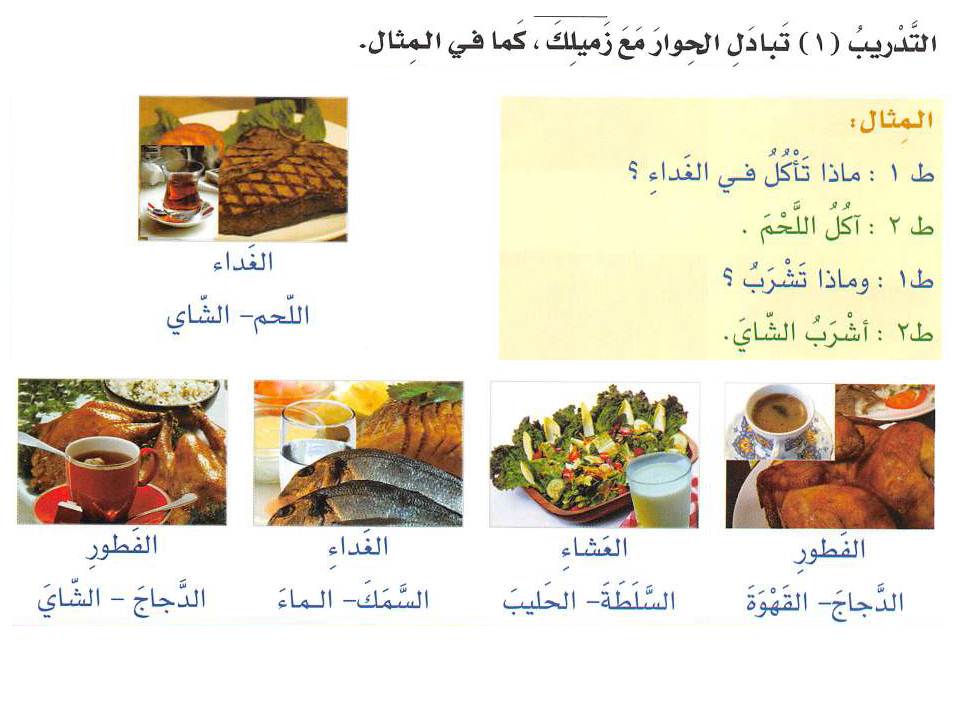 التَّدْريبُ (١) تَبادَلِ الحِوارَ مَعَ زَميلِكَ ، كَما في المِثال.
المِثال:
ط ١ : ماذا تَأْكُلُ في الغَداءِ ؟
ط ٢ : آكُلُ اللَّحْمَ .
ط١ : وماذا تَشْرَبُ ؟
ط٢ : أشْرَبُ الشّايَ.
الغَداء
اللّحم- الشّاي
الفَطورِ
الدَّجاجَ- القَهْوَةَ
العَشاءِ
السَّلَطَةَ- الحَليبَ
الغَداءِ
السَّمَكَ- الماءَ
الفَطورِ
الدَّجاجَ – الشّايَ